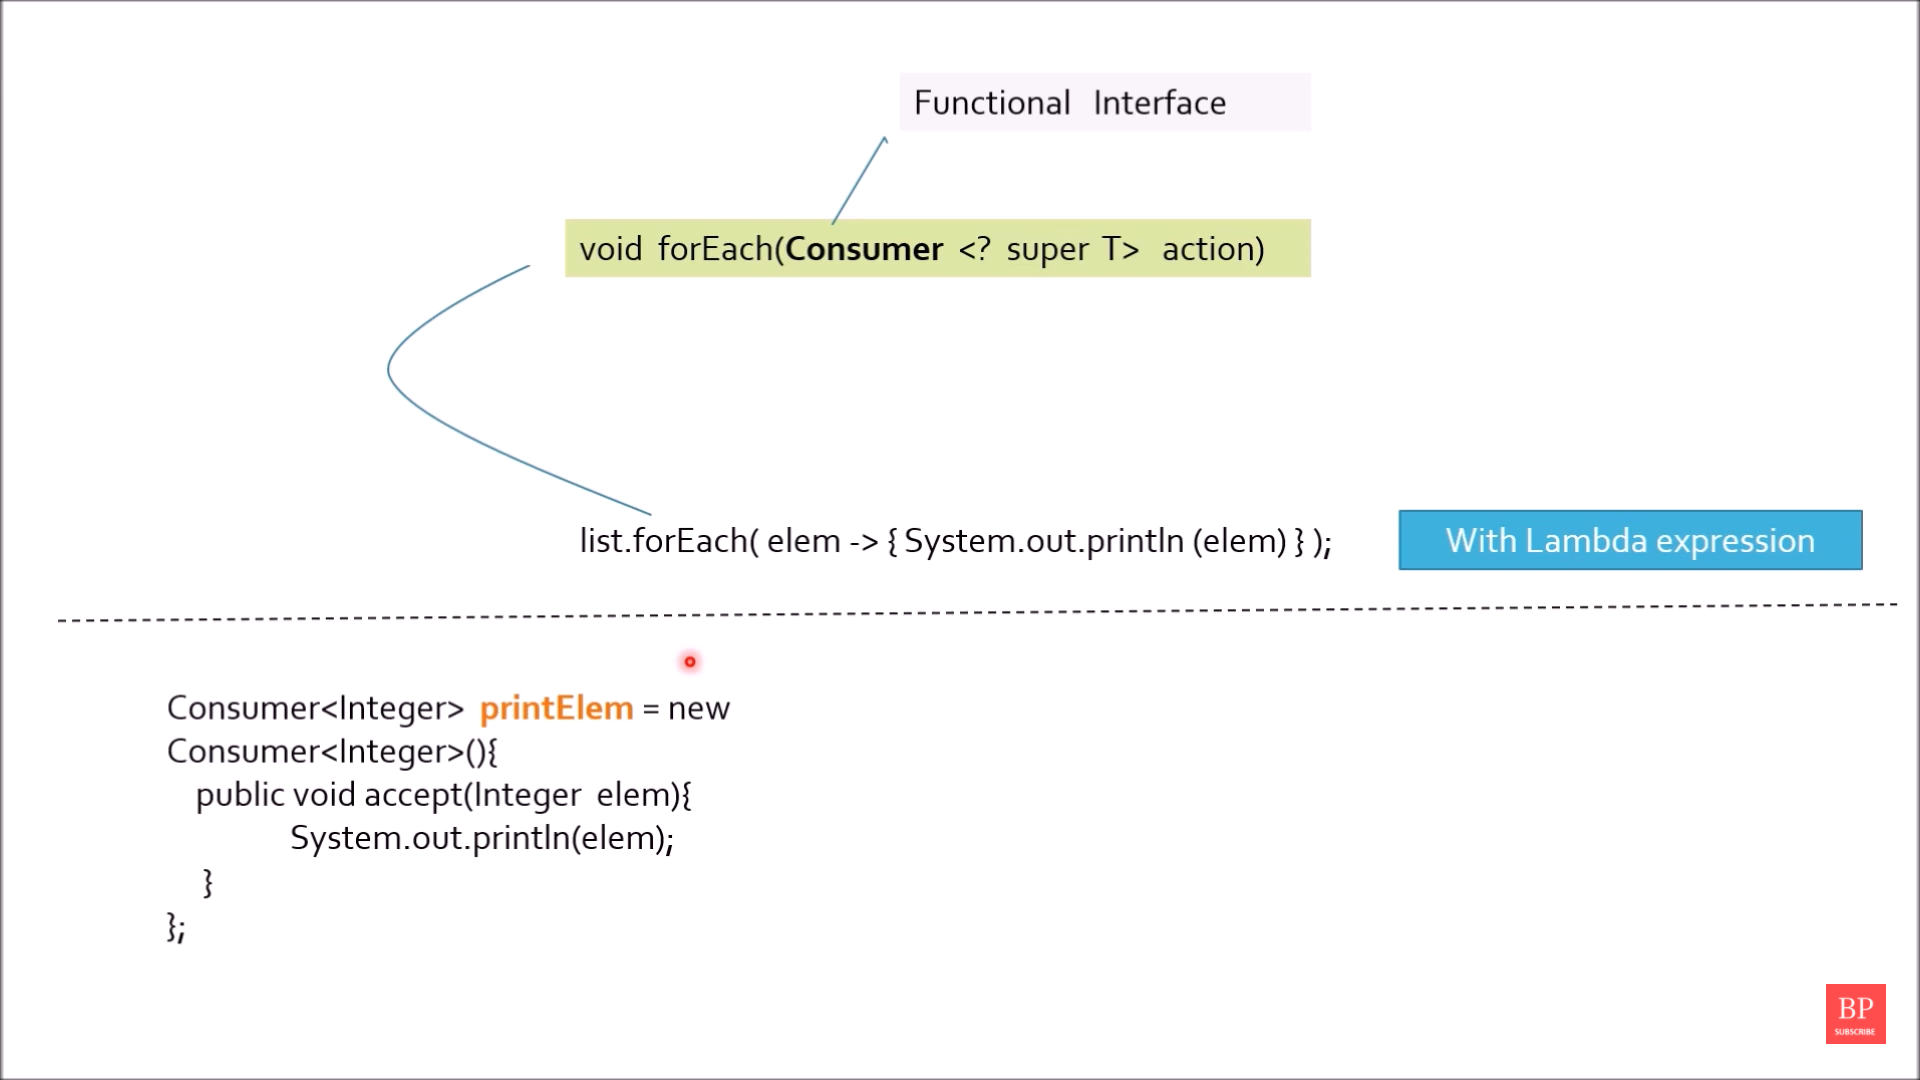 Functional Interface
void forEach(Consumer <? super T> action)
list.forEach( elem -> { System.out.println (elem) } );
With Lambda expression
Consumer<Integer> printElem = new
Consumer<Integer>(){
public void accept(Integer elem){
System.out.println(elem);
}
};
BP
SUBSCRIBE